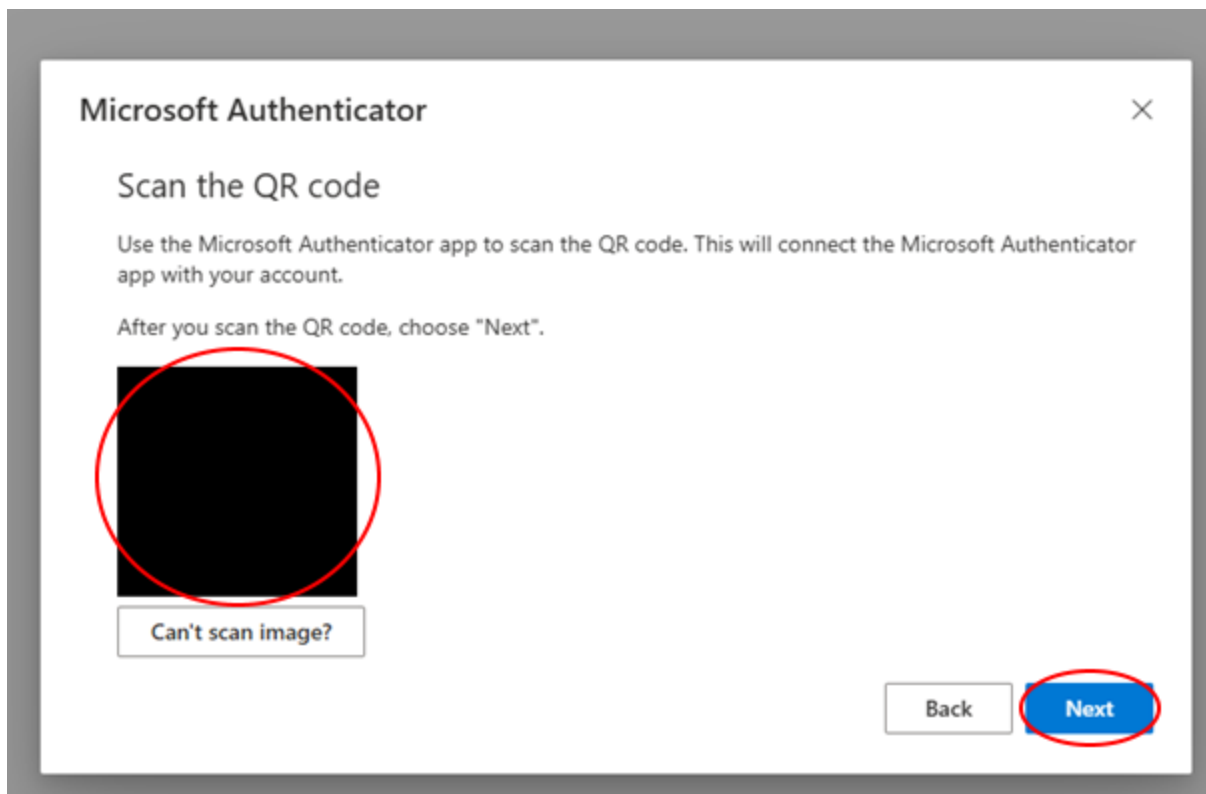 Microsoft Authenticator
Scan the QR code
Use the Microsoft Authenticator app to scan the QR code. This will connect the Microsoft Authenticator
app with your account.
After you scan the QR code, choose "Next".
Can't scan image?
Back
Next